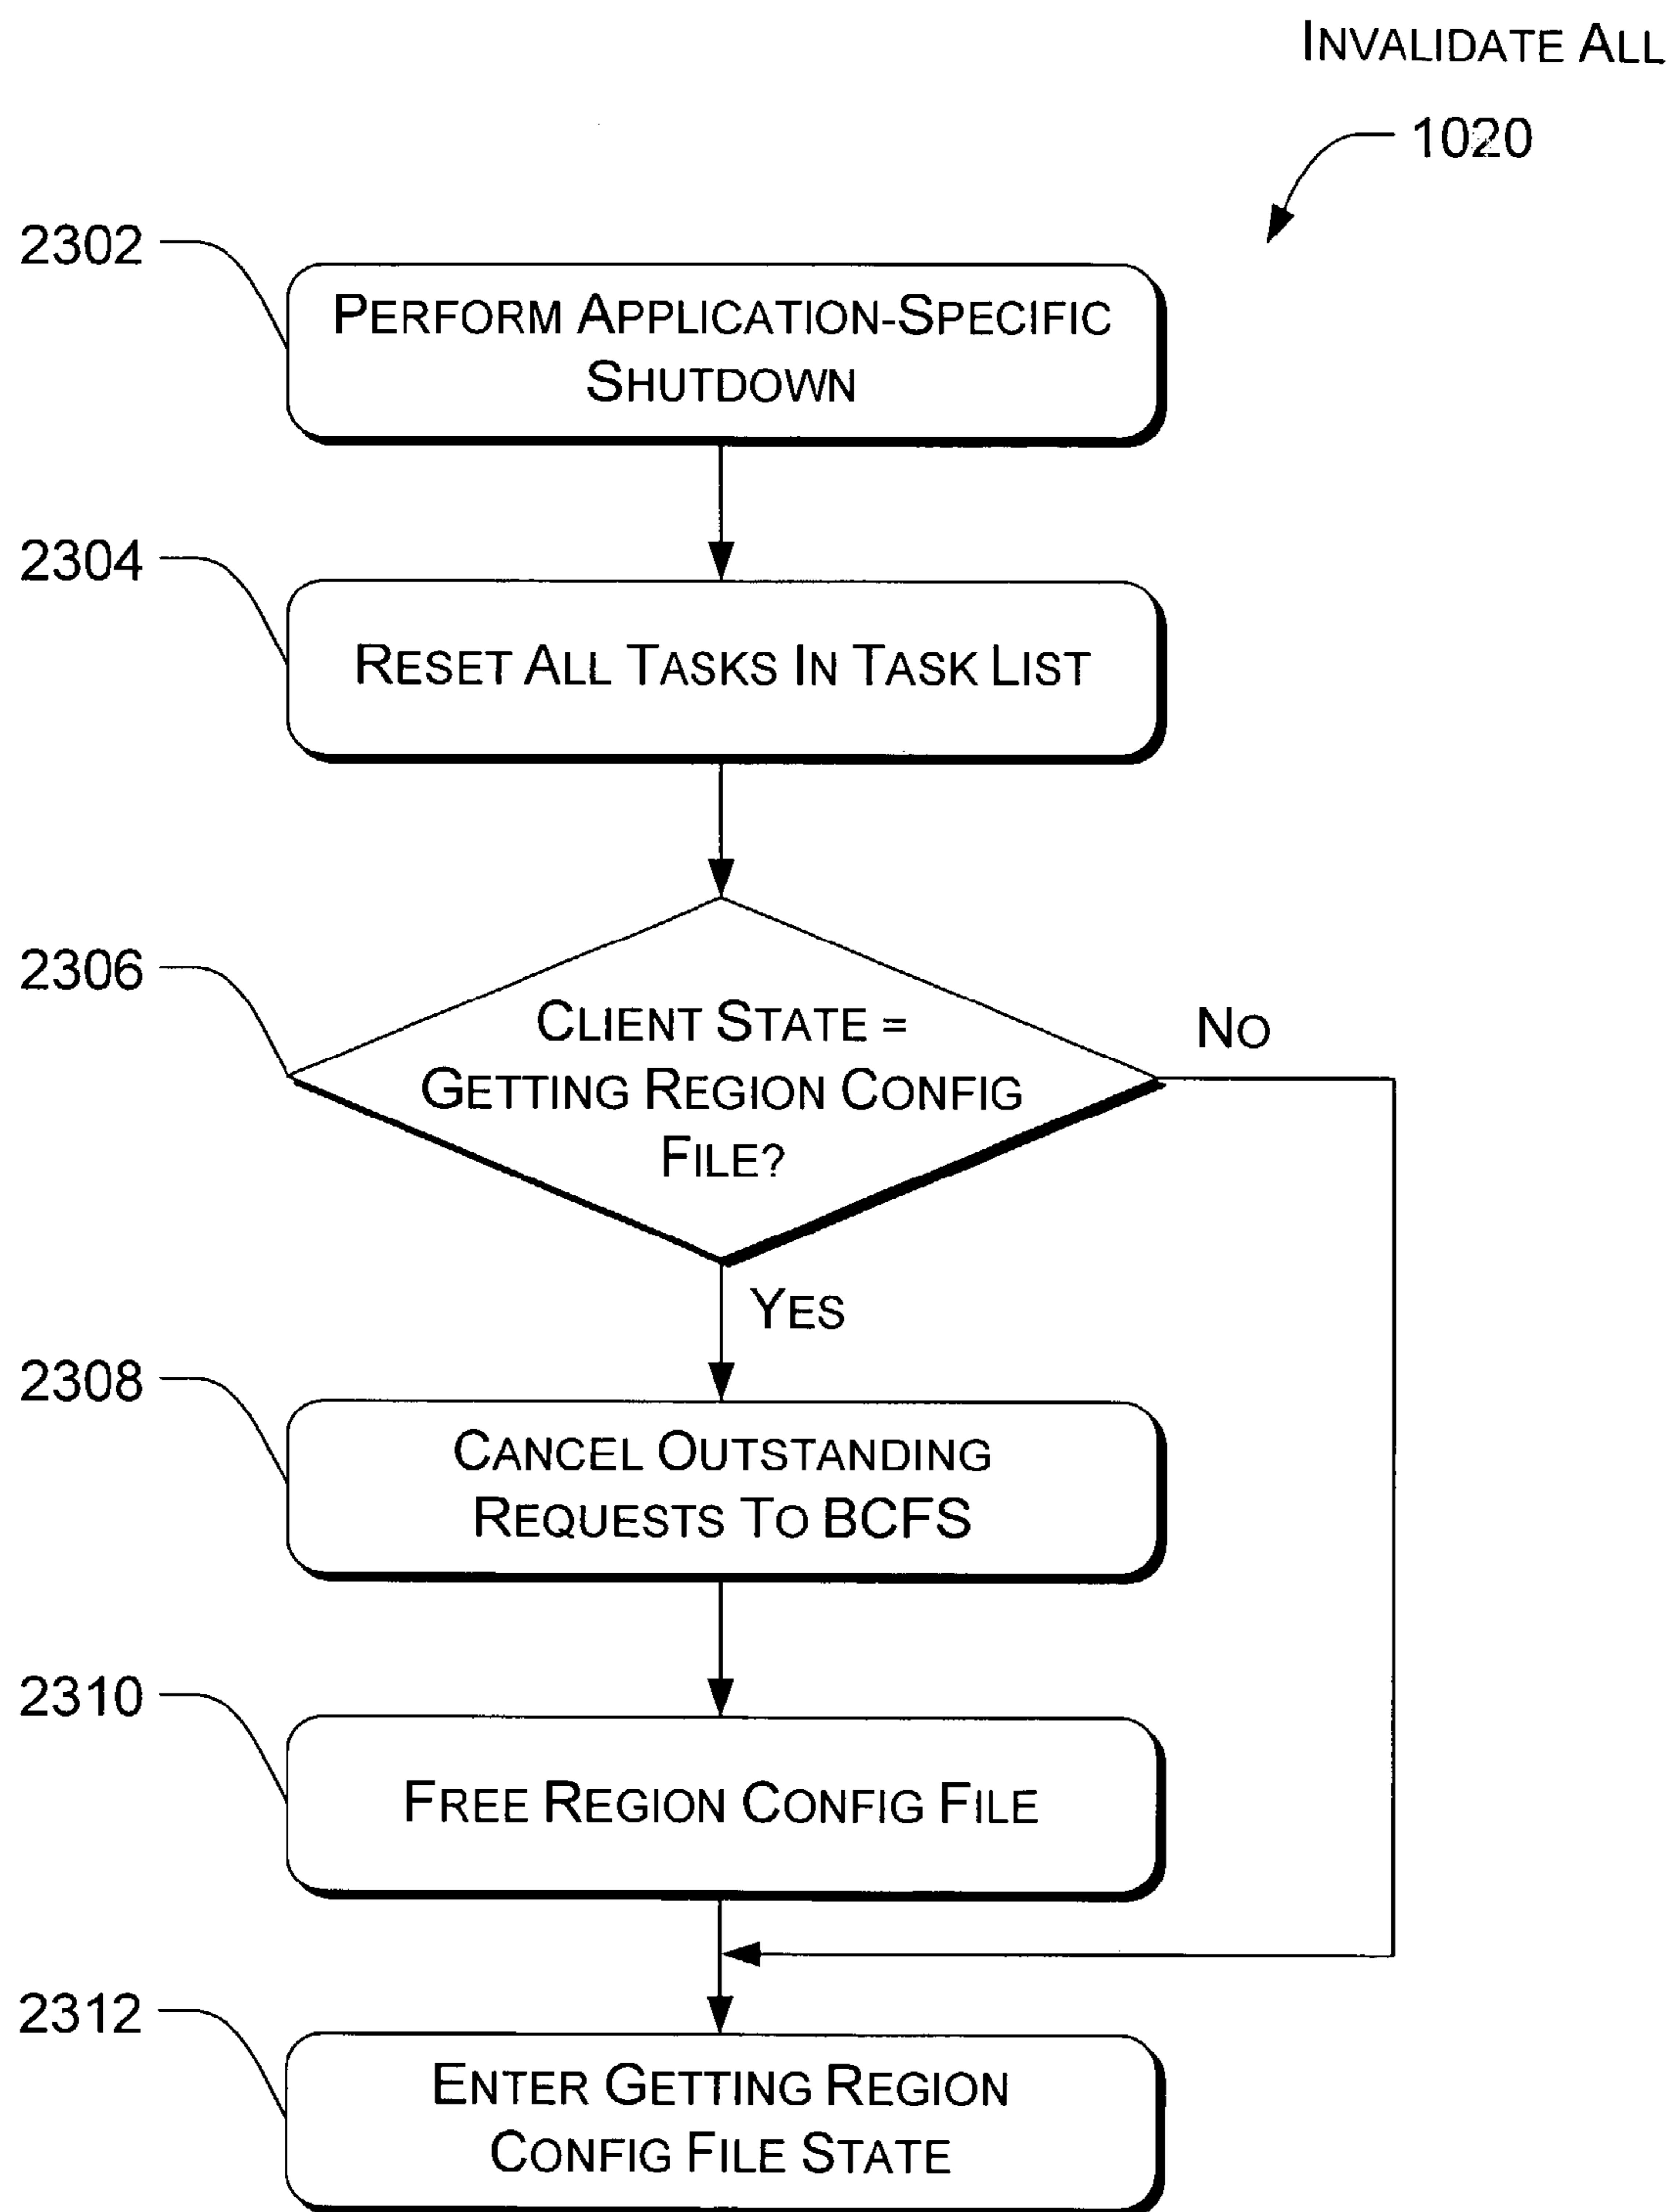 INVALIDATE ALL
1020
2302
PERFORM APPLICATION-SPECIFIC
SHUTDOWN
2304
RESET ALL TASKS IN TASK LIST
2306
CLIENT STATE =
GETTING REGION CONFIG
FILE?
NO
YES
2308
CANCEL OUTSTANDING
REQUESTS TO BCFS
2310
FREE REGION CONFIG FILE
2312
ENTER GETTING REGION
CONFIG FILE STATE